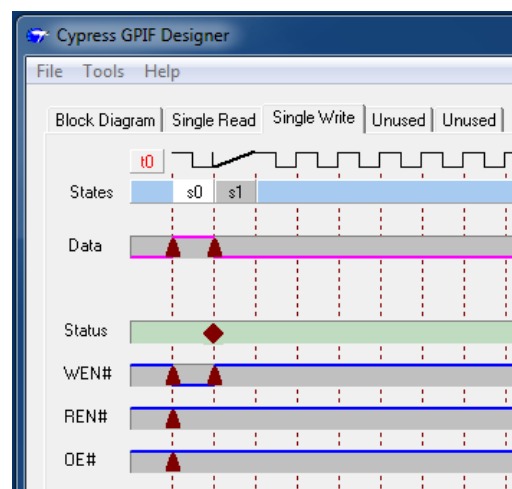 Cypress GPIF Designer
File Tools Help
Block Diagram Single Read Single Write Unused Unused
t0
States s0 s1
Data
Status
WEN#
REN#
OE#